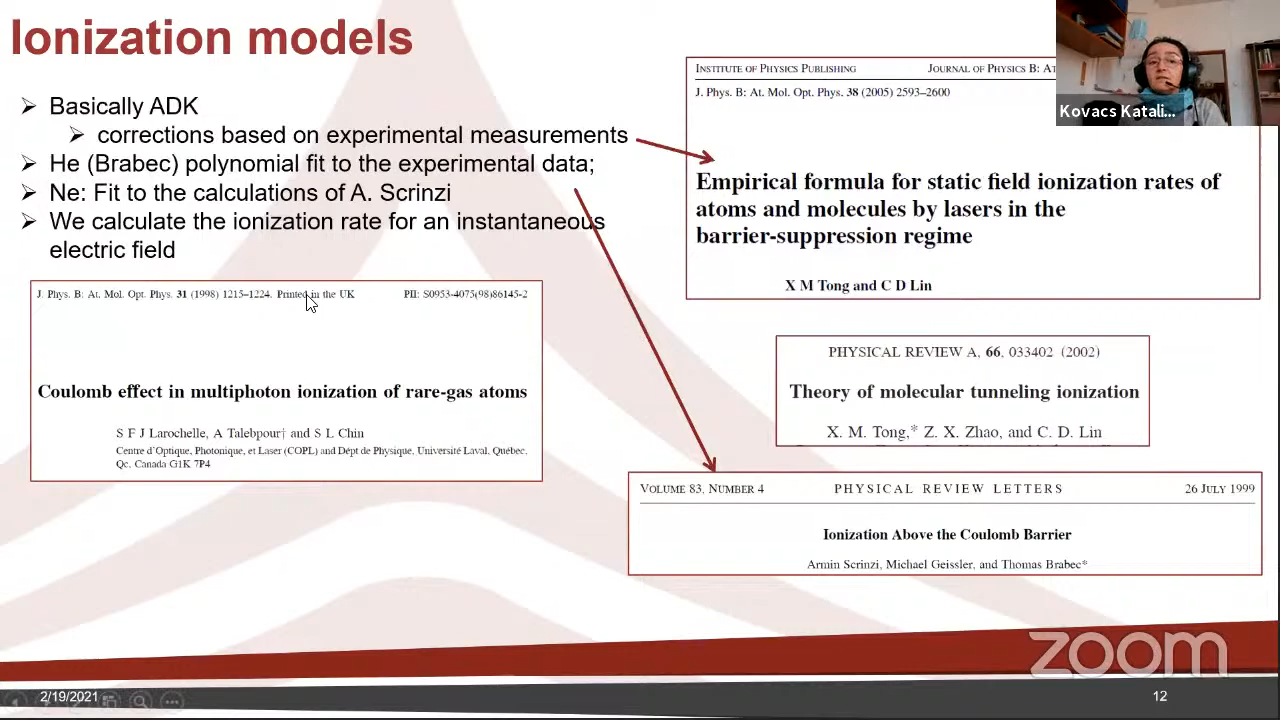 Ionization models
➢ Basically ADK
➢ corrections based on experimental measurements
➢ He (Brabec) polynomial fit to the experimental data;
➢ Ne: Fit to the calculations of A. Scrinzi
➢ We calculate the ionization rate for an instantaneous
electric field
J. Phys. B: At. Mol. Opt. Phys. 31 (1998) 1215–1224. Printed in the UK PII: S0953-4075(98)86145-2
Coulomb effect in multiphoton ionization of rare-gas atoms
S F J Larochelle, A Talebpour† and S L Chin
Centre d'Optique, Photonique, et Laser (COPL) and Dépt de Physique, Université Laval, Québec,
Qc, Canada G1K 7P4
INSTITUTE OF PHYSICS PUBLISHING JOURNAL OF PHYSICS B: AT
J. Phys. B: At. Mol. Opt. Phys. 38 (2005) 2593–2600
Empirical formula for static field ionization rates of
atoms and molecules by lasers in the
barrier-suppression regime
X M Tong and C D Lin
PHYSICAL REVIEW A, 66, 033402 (2002)
Theory of molecular tunneling ionization
X. M. Tong,* Z. X. Zhao, and C. D. Lin
VOLUME 83, NUMBER 4 PHYSICAL REVIEW LETTERS 26 JULY 1999
Ionization Above the Coulomb Barrier
Armin Scrinzi, Michael Geissler, and Thomas Brabec*
Kovacs Katali...
zoom
2/19/2021
12